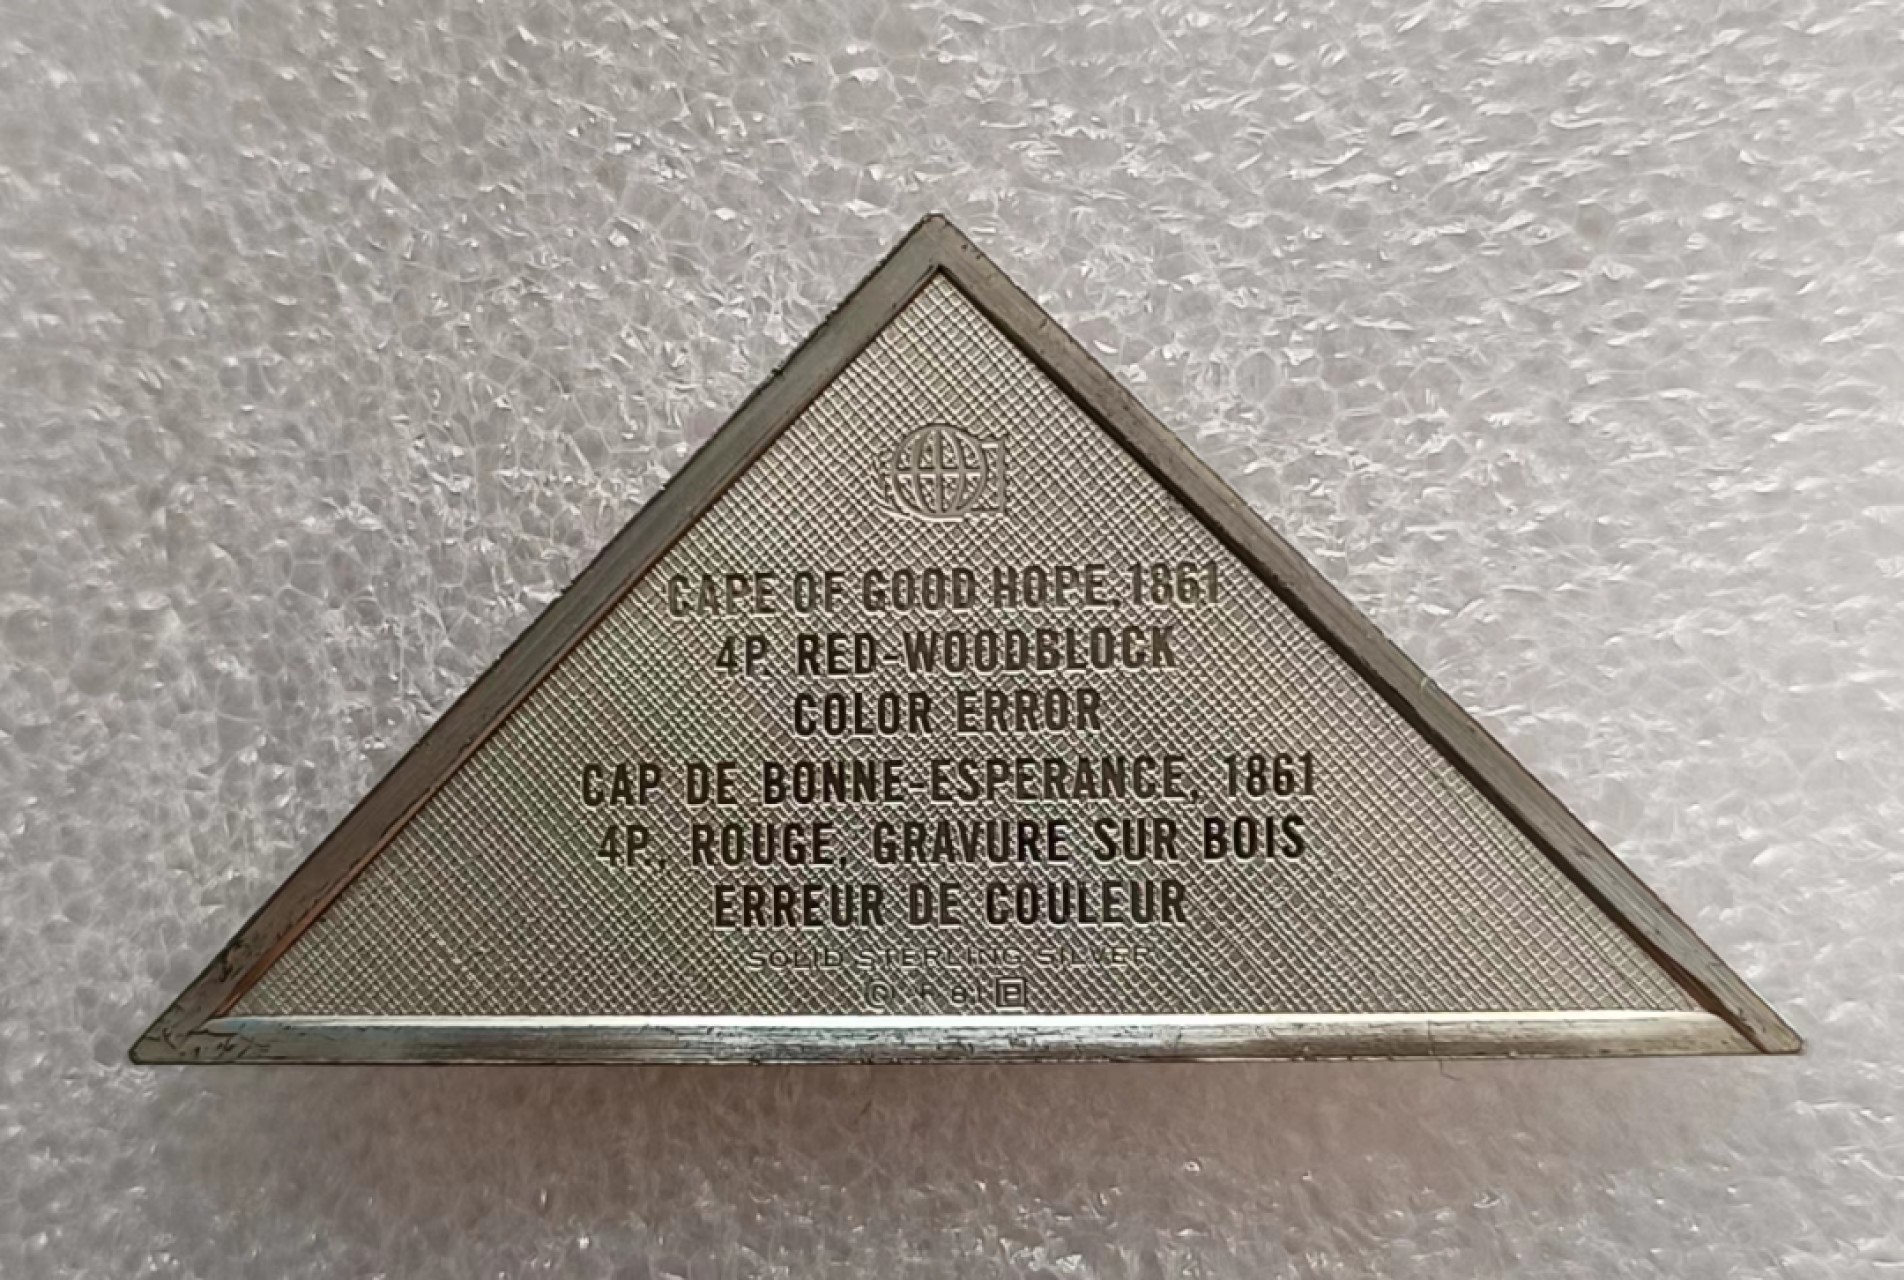 CAPE OF GOOD HOPE, 1861
4P. RED-WOODBLOCK
COLOR ERROR
CAP DE BONNE-ESPERANCE, 1861
4P., ROUGE, GRAVURE SUR BOIS
ERREUR DE COULEUR
SOLID STERLING SILVER
© F 81 P